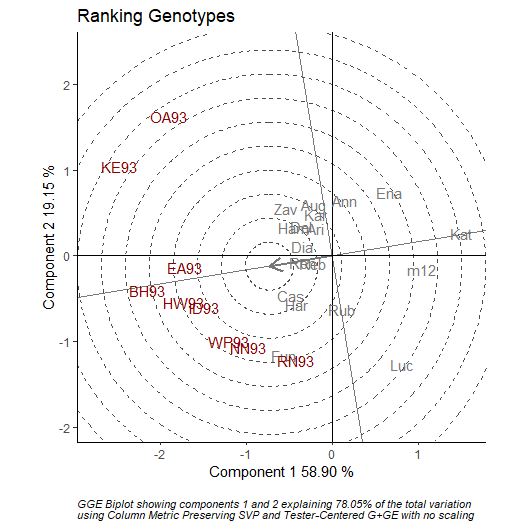 Ranking Genotypes
2
OA93
KE93
Ena
Ann
Zav
Aug
Kar
Ari
Kat
Dia
1
0
EA93
m12
BH93
HW93
ID93
Cas
Har
Rub
-1
WP93
NN93
Fun
RN93
Luc
-2
-2
-1
0
1
Component 2 19.15 %
Component 1 58.90 %
GGE Biplot showing components 1 and 2 explaining 78.05% of the total variation
using Column Metric Preserving SVP and Tester-Centered G+GE with no scaling